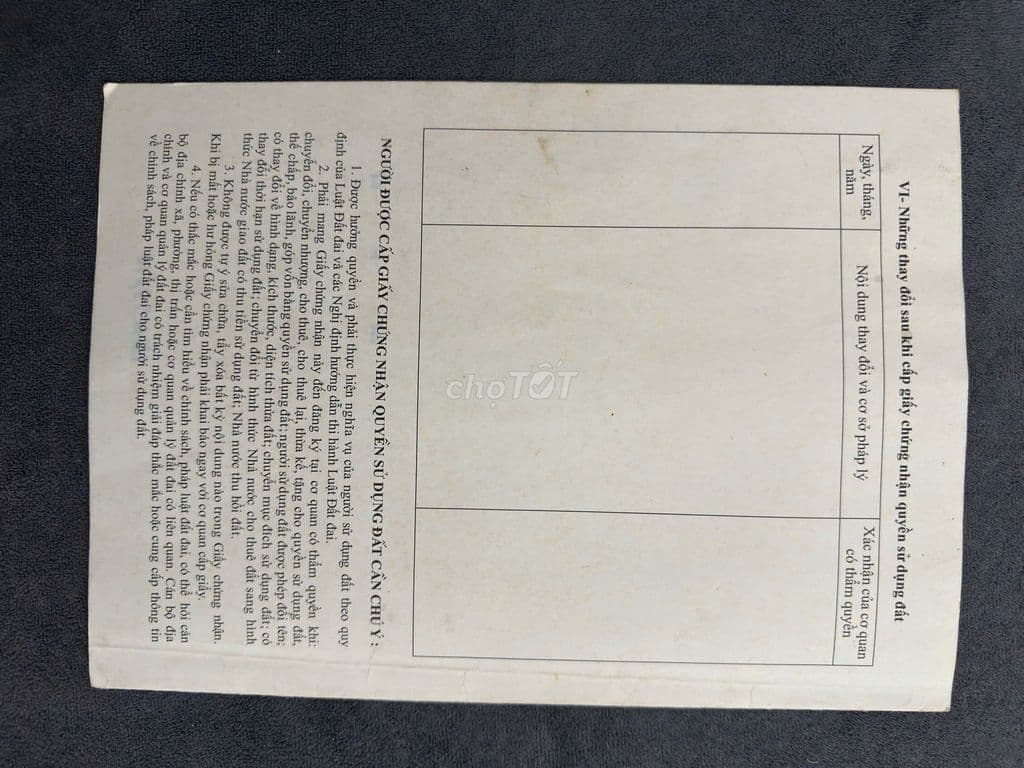 VI- Những thay đổi sau khi cấp giấy chứng nhận quyền sử dụng đất
Ngày, tháng,
năm
Nội dung thay đổi và cơ sở pháp lý
Xác nhận của cơ quan
có thẩm quyền
chợTỐT
NGƯỜI ĐƯỢC CẤP GIẤY CHỨNG NHẬN QUYỀN SỬ DỤNG ĐẤT CẦN CHÚ Ý :
1. Được hưởng quyền và phải thực hiện nghĩa vụ của người sử dụng đất theo quy
định của Luật Đất đai và các Nghị định hướng dẫn thi hành Luật Đất đai.
2. Phải mang Giấy chứng nhận này đến đăng ký tại cơ quan có thẩm quyền khi:
chuyển đổi, chuyển nhượng, cho thuê, cho thuê lại, thừa kế, tặng cho quyền sử dụng đất,
thế chấp, bảo lãnh, góp vốn bằng quyền sử dụng đất; người sử dụng đất được phép đổi tên;
có thay đổi về hình dạng, kích thước, diện tích thửa đất; chuyển mục đích sử dụng đất; có
thay đổi thời hạn sử dụng đất; chuyển đổi từ hình thức Nhà nước cho thuê đất sang hình
thức Nhà nước giao đất có thu tiền sử dụng đất; Nhà nước thu hồi đất.
3. Không được tự ý sửa chữa, tẩy xóa bất kỳ nội dung nào trong Giấy chứng nhận.
Khi bị mất hoặc hư hỏng Giấy chứng nhận phải khai báo ngay với cơ quan cấp giấy.
4. Nếu có thắc mắc hoặc cần tìm hiểu về chính sách, pháp luật đất đai, có thể hỏi cán
bộ địa chính xã, phường, thị trấn hoặc cơ quan quản lý đất đai có liên quan. Cán bộ địa
chính và cơ quan quản lý đất đai có trách nhiệm giải đáp thắc mắc hoặc cung cấp thông tin
về chính sách, pháp luật đất đai cho người sử dụng đất.